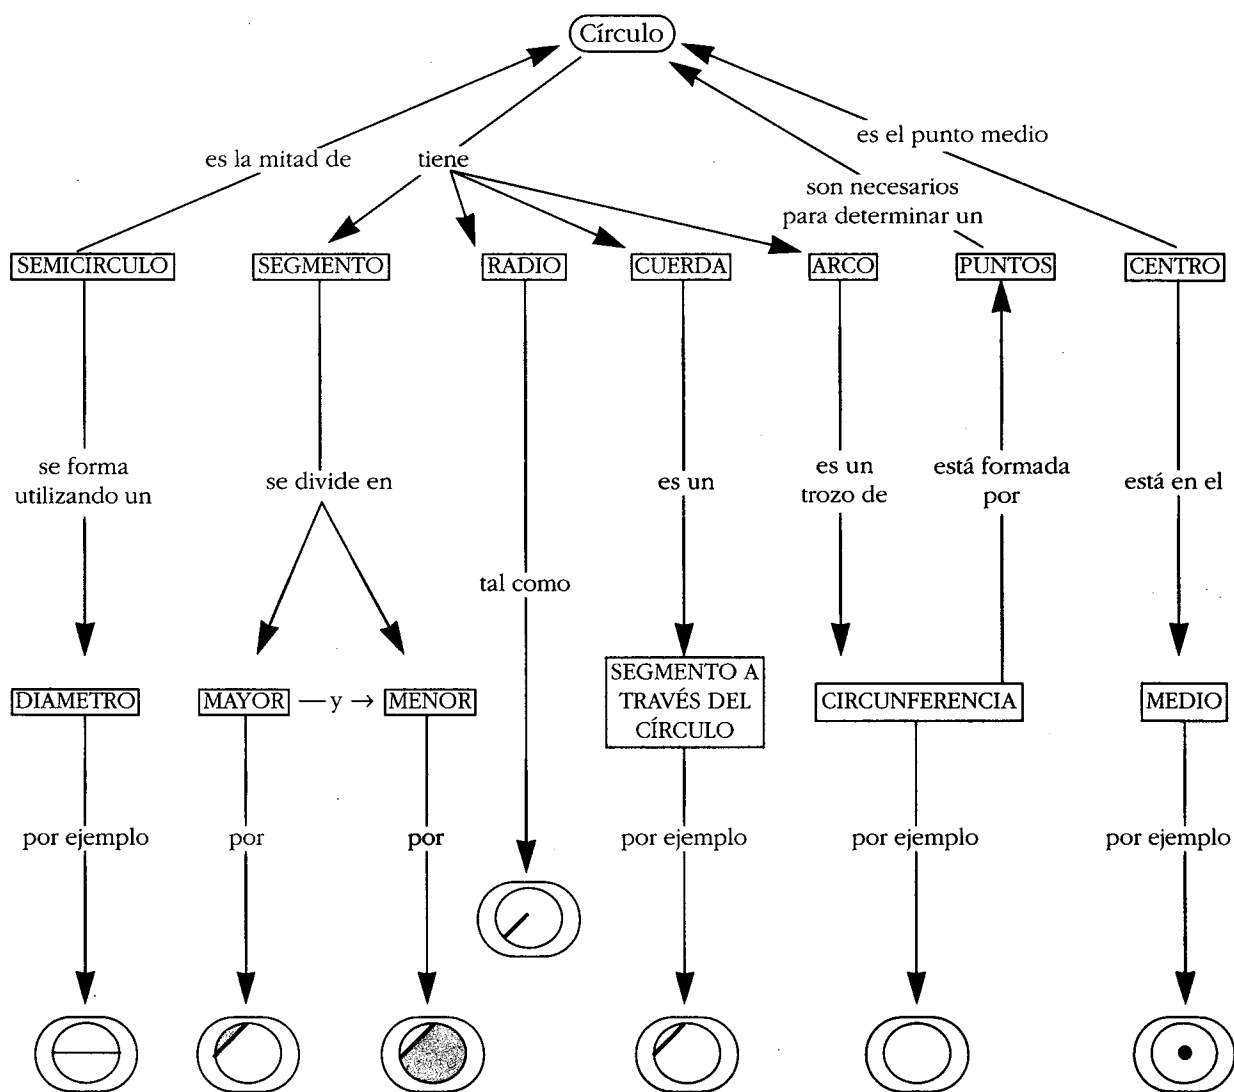 Círculo
es la mitad de
tiene
es el punto medio
son necesarios
para determinar un
SEMICÍRCULO
SEGMENTO
RADIO
CUERDA
ARCO
PUNTOS
CENTRO
se forma
utilizando un
se divide en
tal como
es un
es un
trozo de
está formada
por
está en el
DIAMETRO
MAYOR
y
MENOR
SEGMENTO A
TRAVÉS DEL
CÍRCULO
CIRCUNFERENCIA
MEDIO
por ejemplo
por
por
por ejemplo
por ejemplo
por ejemplo